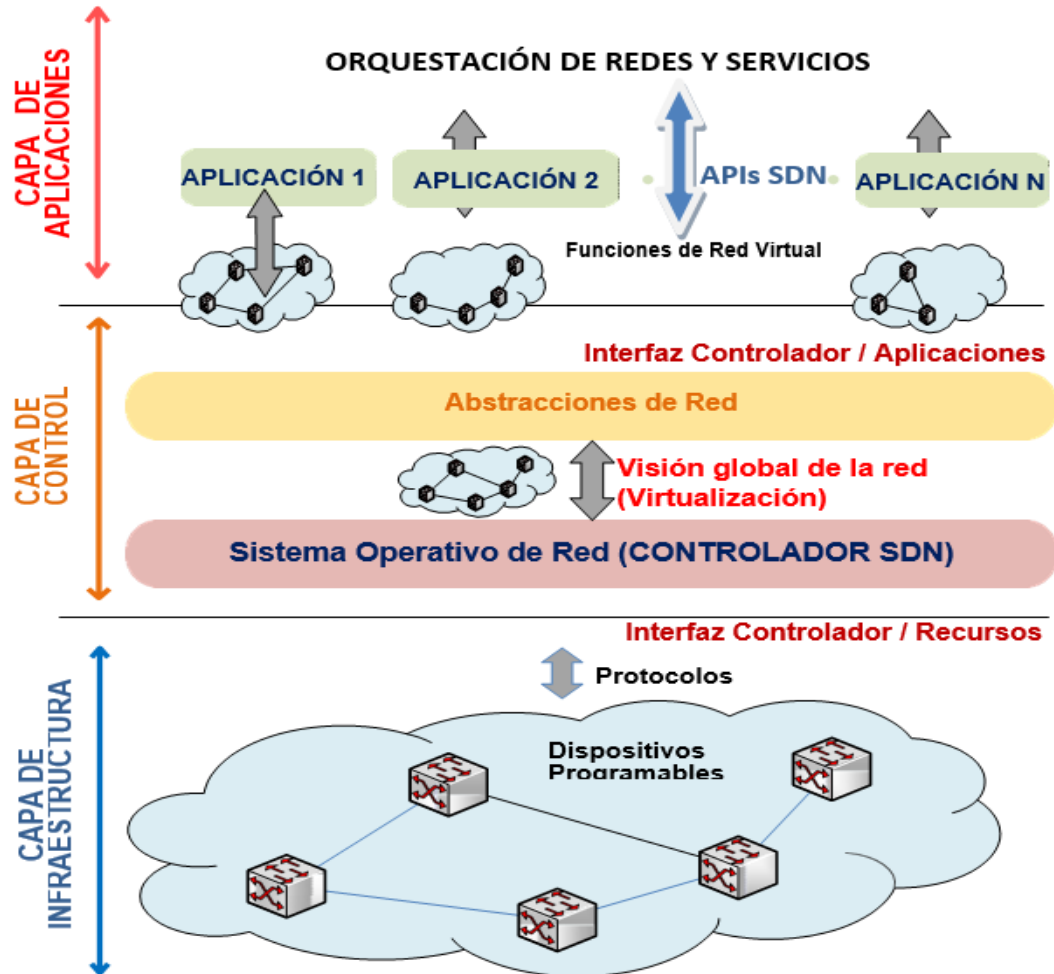 CAPA DE
APLICACIONES
ORQUESTACIÓN DE REDES Y SERVICIOS
APLICACIÓN 1
APLICACIÓN 2
APIs SDN
APLICACIÓN N
Funciones de Red Virtual
CAPA DE
CONTROL
Interfaz Controlador / Aplicaciones
Abstracciones de Red
Visión global de la red
(Virtualización)
Sistema Operativo de Red (CONTROLADOR SDN)
Interfaz Controlador / Recursos
CAPA DE
INFRAESTRUCTURA
Protocolos
Dispositivos
Programables